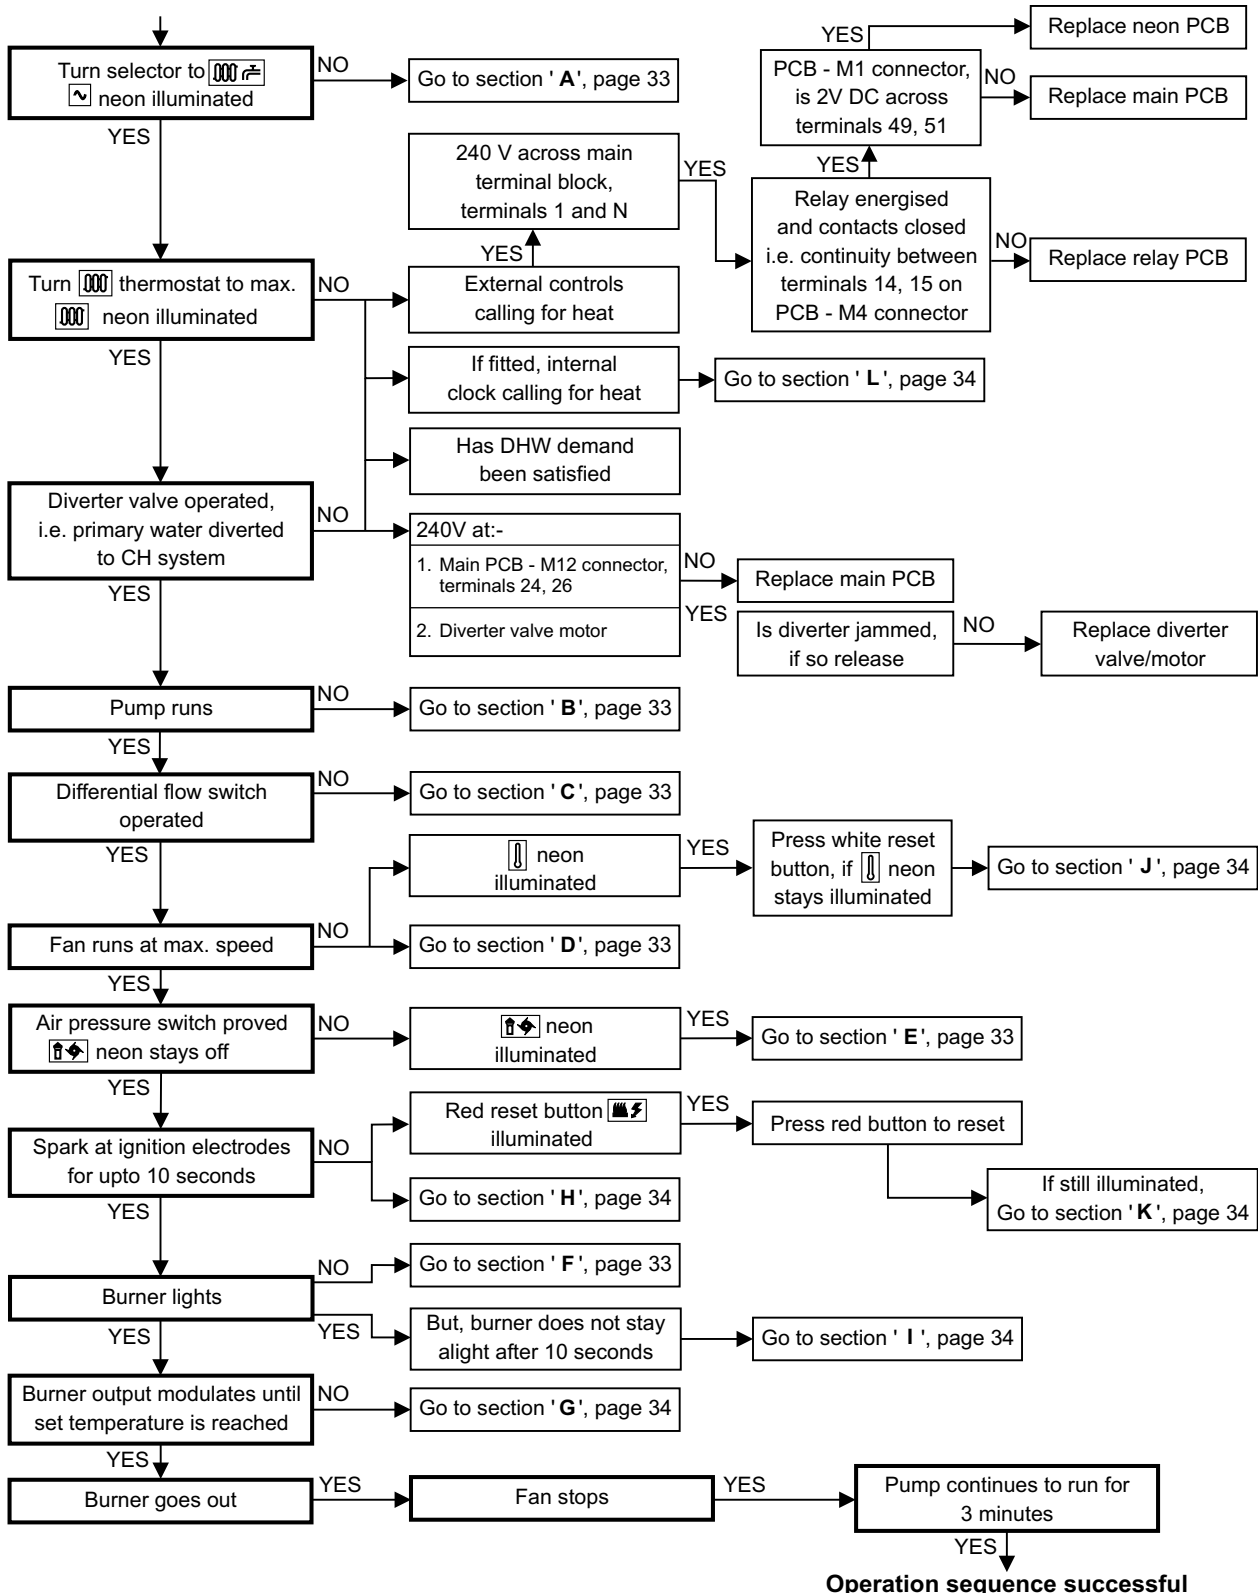 Turn selector to
neon illuminated
NO
Go to section ' A', page 33
YES
YES
Replace neon PCB
PCB - M1 connector,
is 2V DC across
terminals 49, 51
NO
Replace main PCB
240 V across main
terminal block,
terminals 1 and N
YES
YES
Relay energised
and contacts closed
i.e. continuity between
terminals 14, 15 on
PCB - M4 connector
NO
Replace relay PCB
YES
Turn thermostat to max.
neon illuminated
NO
External controls
calling for heat
YES
If fitted, internal
clock calling for heat
Go to section ' L', page 34
Has DHW demand
been satisfied
Diverter valve operated,
i.e. primary water diverted
to CH system
NO
240V at:-
1. Main PCB - M12 connector,
terminals 24, 26
2. Diverter valve motor
NO
Replace main PCB
YES
Is diverter jammed,
if so release
NO
Replace diverter
valve/motor
YES
Pump runs
NO
Go to section ' B', page 33
YES
Differential flow switch
operated
NO
Go to section ' C', page 33
YES
neon
illuminated
YES
Press white reset
button, if neon
stays illuminated
Go to section ' J', page 34
Fan runs at max. speed
NO
Go to section ' D', page 33
YES
Air pressure switch proved
neon stays off
NO
neon
illuminated
YES
Go to section ' E', page 33
YES
Spark at ignition electrodes
for upto 10 seconds
NO
Red reset button
illuminated
YES
Press red button to reset
Go to section ' H', page 34
If still illuminated,
Go to section 'K', page 34
YES
Burner lights
NO
Go to section ' F', page 33
YES
But, burner does not stay
alight after 10 seconds
Go to section ' I ', page 34
YES
Burner output modulates until
set temperature is reached
NO
Go to section 'G', page 34
YES
Burner goes out
YES
Fan stops
YES
Pump continues to run for
3 minutes
YES
Operation sequence successful